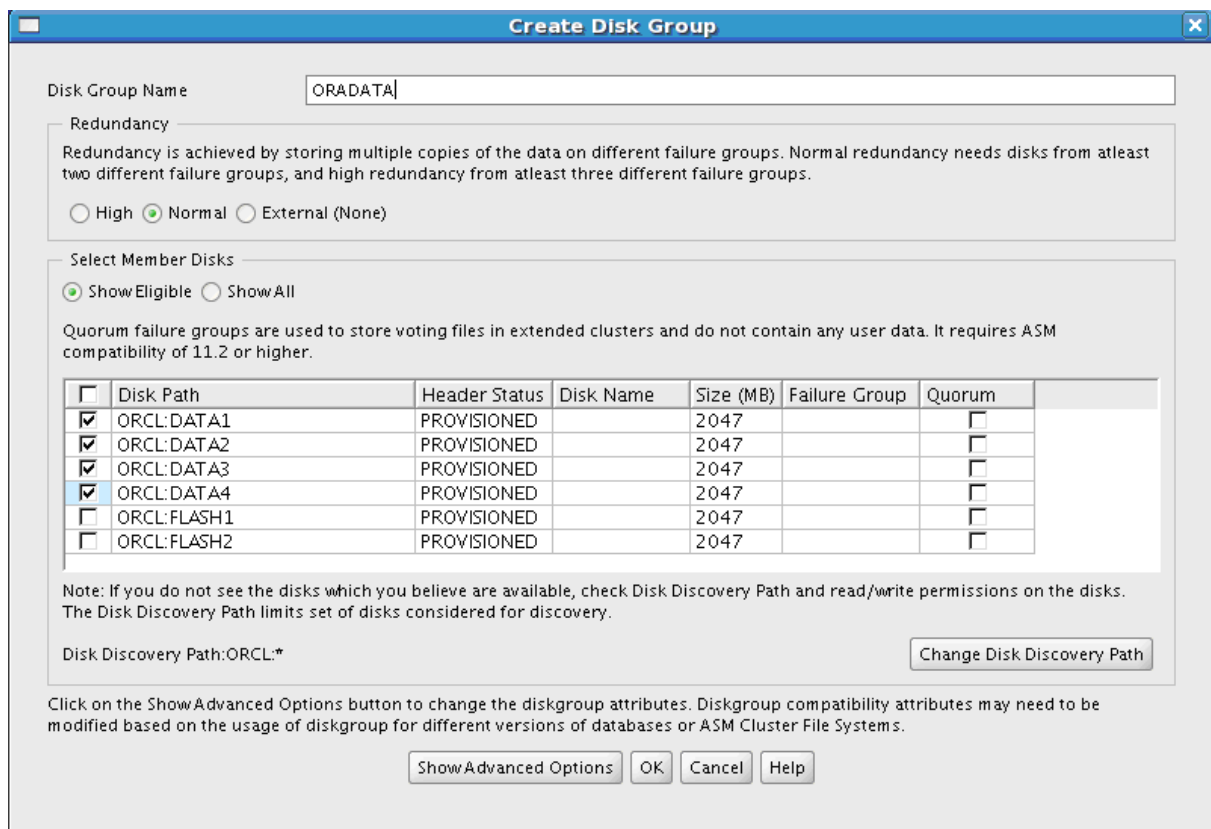 Create Disk Group
Disk Group Name ORADATA
Redundancy
Redundancy is achieved by storing multiple copies of the data on different failure groups. Normal redundancy needs disks from atleast
two different failure groups, and high redundancy from atleast three different failure groups.
High Normal External (None)
Select Member Disks
Show Eligible Show All
Quorum failure groups are used to store voting files in extended clusters and do not contain any user data. It requires ASM
compatibility of 11.2 or higher.
Disk Path Header Status Disk Name Size (MB) Failure Group Quorum
ORCL:DATA1 PROVISIONED 2047
ORCL:DATA2 PROVISIONED 2047
ORCL:DATA3 PROVISIONED 2047
ORCL:DATA4 PROVISIONED 2047
ORCL:FLASH1 PROVISIONED 2047
ORCL:FLASH2 PROVISIONED 2047
Note: If you do not see the disks which you believe are available, check Disk Discovery Path and read/write permissions on the disks.
The Disk Discovery Path limits set of disks considered for discovery.
Disk Discovery Path:ORCL:* Change Disk Discovery Path
Click on the Show Advanced Options button to change the diskgroup attributes. Diskgroup compatibility attributes may need to be
modified based on the usage of diskgroup for different versions of databases or ASM Cluster File Systems.
Show Advanced Options OK Cancel Help